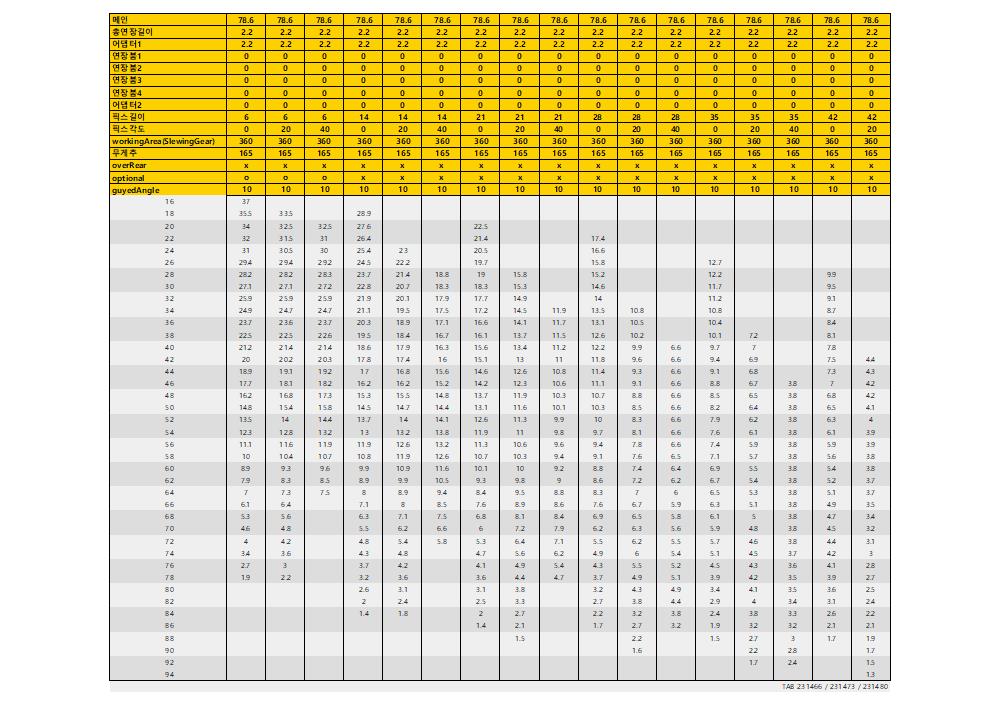 메인 78.6 78.6 78.6 78.6 78.6 78.6 78.6 78.6 78.6 78.6 78.6 78.6 78.6 78.6 78.6 78.6 78.6
총연장길이 2.2 2.2 2.2 2.2 2.2 2.2 2.2 2.2 2.2 2.2 2.2 2.2 2.2 2.2 2.2 2.2 2.2
어댑터1 2.2 2.2 2.2 2.2 2.2 2.2 2.2 2.2 2.2 2.2 2.2 2.2 2.2 2.2 2.2 2.2 2.2
연장붐1 0 0 0 0 0 0 0 0 0 0 0 0 0 0 0 0 0
연장붐2 0 0 0 0 0 0 0 0 0 0 0 0 0 0 0 0 0
연장붐3 0 0 0 0 0 0 0 0 0 0 0 0 0 0 0 0 0
연장붐4 0 0 0 0 0 0 0 0 0 0 0 0 0 0 0 0 0
어댑터2 0 0 0 0 0 0 0 0 0 0 0 0 0 0 0 0 0
픽스길이 6 6 6 14 14 14 21 21 21 28 28 28 35 35 35 42 42
픽스각도 0 20 40 0 20 40 0 20 40 0 20 40 0 20 40 0 20
workingArea(SlewingGear) 360 360 360 360 360 360 360 360 360 360 360 360 360 360 360 360 360
무게추 165 165 165 165 165 165 165 165 165 165 165 165 165 165 165 165 165
overRear x x x x x x x x x x x x x x x x x
optional o o o x x x x x x x x x x x x x x
guyedAngle 10 10 10 10 10 10 10 10 10 10 10 10 10 10 10 10 10
16 37
18 35.5 33.5 28.9
20 34 32.5 32.5 27.6 22.5
22 32 31.5 31 26.4 21.4 17.4
24 31 30.5 30 25.4 23 20.5 16.6
26 29.4 29.4 29.2 24.5 22.2 19.7 15.8 12.7
28 28.2 28.2 28.3 23.7 21.4 18.8 19 15.8 15.2 12.2 9.9
30 27.1 27.1 27.2 22.8 20.7 18.3 18.3 15.3 14.6 11.7 9.5
32 25.9 25.9 25.9 21.9 20.1 17.9 17.7 14.9 14 11.2 9.1
34 24.9 24.7 24.7 21.1 19.5 17.5 17.2 14.5 11.9 13.5 10.8 10.8 8.7
36 23.7 23.6 23.7 20.3 18.9 17.1 16.6 14.1 11.7 13.1 10.5 10.4 8.4
38 22.5 22.5 22.6 19.5 18.4 16.7 16.1 13.7 11.5 12.6 10.2 10.1 7.2 8.1
40 21.2 21.4 21.4 18.6 17.9 16.3 15.6 13.4 11.2 12.2 9.9 6.6 9.7 7 7.8
42 20 20.2 20.3 17.8 17.4 16 15.1 13 11 11.8 9.6 6.6 9.4 6.9 7.5 4.4
44 18.9 19.1 19.2 17 16.8 15.6 14.6 12.6 10.8 11.4 9.3 6.6 9.1 6.8 7.3 4.3
46 17.7 18.1 18.2 16.2 16.2 15.2 14.2 12.3 10.6 11.1 9.1 6.6 8.8 6.7 3.8 7 4.2
48 16.2 16.8 17.3 15.3 15.5 14.8 13.7 11.9 10.3 10.7 8.8 6.6 8.5 6.5 3.8 6.8 4.2
50 14.8 15.4 15.8 14.5 14.7 14.4 13.1 11.6 10.1 10.3 8.5 6.6 8.2 6.4 3.8 6.5 4.1
52 13.5 14 14.4 13.7 14 14.1 12.6 11.3 9.9 10 8.3 6.6 7.9 6.2 3.8 6.3 4
54 12.3 12.8 13.2 13 13.2 13.8 11.9 11 9.8 9.7 8.1 6.6 7.6 6.1 3.8 6.1 3.9
56 11.1 11.6 11.9 11.9 12.6 13.2 11.3 10.6 9.6 9.4 7.8 6.6 7.4 5.9 3.8 5.9 3.9
58 10 10.4 10.7 10.8 11.9 12.6 10.7 10.3 9.4 9.1 7.6 6.5 7.1 5.7 3.8 5.6 3.8
60 8.9 9.3 9.6 9.9 10.9 11.6 10.1 10 9.2 8.8 7.4 6.4 6.9 5.5 3.8 5.4 3.8
62 7.9 8.3 8.5 8.9 9.9 10.5 9.3 9.8 9 8.6 7.2 6.2 6.7 5.4 3.8 5.2 3.7
64 7 7.3 7.5 8 8.9 9.4 8.4 9.5 8.8 8.3 7 6 6.5 5.3 3.8 5.1 3.7
66 6.1 6.4 7.1 8 8.5 7.6 8.9 8.6 7.6 6.7 5.9 6.3 5.1 3.8 4.9 3.5
68 5.3 5.6 6.3 7.1 7.5 6.8 8.1 8.4 6.9 6.5 5.8 6.1 5 3.8 4.7 3.4
70 4.6 4.8 5.5 6.2 6.6 6 7.2 7.9 6.2 6.3 5.6 5.9 4.8 3.8 4.5 3.2
72 4 4.2 4.8 5.4 5.8 5.3 6.4 7.1 5.5 6.2 5.5 5.7 4.6 3.8 4.4 3.1
74 3.4 3.6 4.3 4.8 4.7 5.6 6.2 4.9 6 5.4 5.1 4.5 3.7 4.2 3
76 2.7 3 3.7 4.2 4.1 4.9 5.4 4.3 5.5 5.2 4.5 4.3 3.6 4.1 2.8
78 1.9 2.2 3.2 3.6 3.6 4.4 4.7 3.7 4.9 5.1 3.9 4.2 3.5 3.9 2.7
80 2.6 3.1 3.1 3.8 3.2 4.3 4.9 3.4 4.1 3.5 3.6 2.5
82 2 2.4 2.5 3.3 2.7 3.8 4.4 2.9 4 3.4 3.1 2.4
84 1.4 1.8 2 2.7 2.2 3.2 3.8 2.4 3.8 3.3 2.6 2.2
86 1.4 2.1 1.7 2.7 3.2 1.9 3.2 3.2 2.1 2.1
88 1.5 2.2 1.5 2.7 3 1.7 1.9
90 1.6 2.2 2.8 1.7
92 1.7 2.4 1.5
94 1.3
TAB 231466 / 231473 / 231480